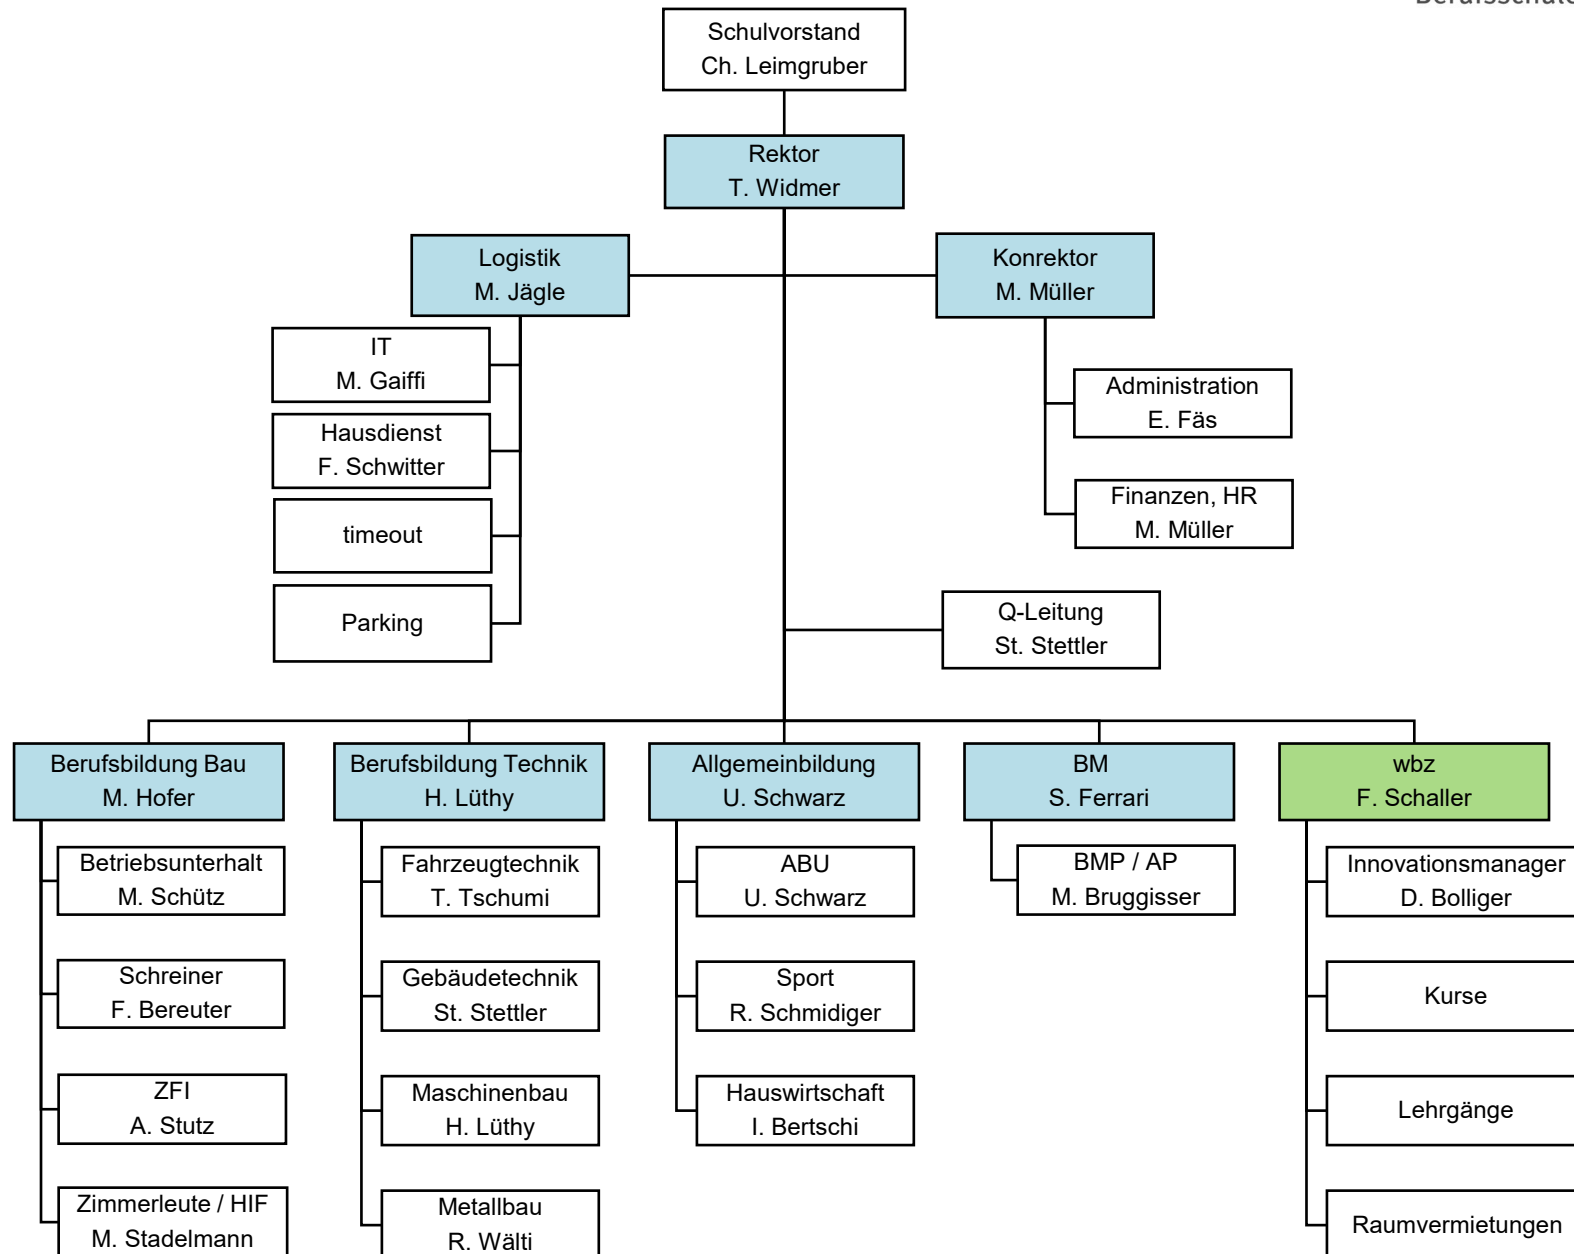 Berufsschule
Schulvorstand
Ch. Leimgruber
Rektor
T. Widmer
Logistik
M. Jägle
Konrektor
M. Müller
IT
M. Gaiffi
Hausdienst
F. Schwitter
timeout
Parking
Administration
E. Fäs
Finanzen, HR
M. Müller
Q-Leitung
St. Stettler
Berufsbildung Bau
M. Hofer
Betriebsunterhalt
M. Schütz
Schreiner
F. Bereuter
ZFI
A. Stutz
Zimmerleute / HIF
M. Stadelmann
Berufsbildung Technik
H. Lüthy
Fahrzeugtechnik
T. Tschumi
Gebäudetechnik
St. Stettler
Maschinenbau
H. Lüthy
Metallbau
R. Wälti
Allgemeinbildung
U. Schwarz
ABU
U. Schwarz
Sport
R. Schmidiger
Hauswirtschaft
I. Bertschi
BM
S. Ferrari
BMP / AP
M. Bruggisser
wbz
F. Schaller
Innovationsmanager
D. Bolliger
Kurse
Lehrgänge
Raumvermietungen